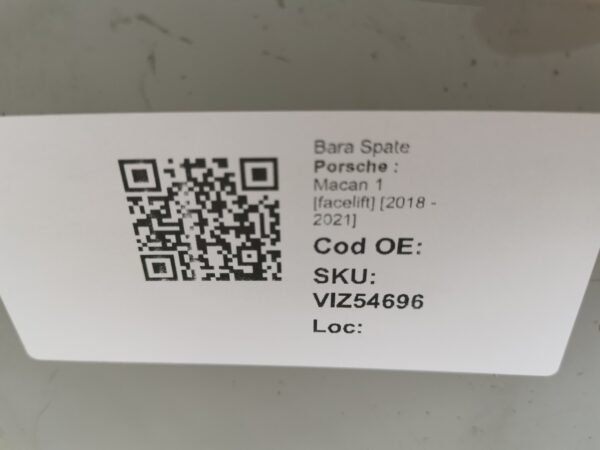 Bara Spate
Porsche :
Macan 1
[facelift] [2018 -
2021]
Cod OE:
SKU:
VIZ54696
Loc: